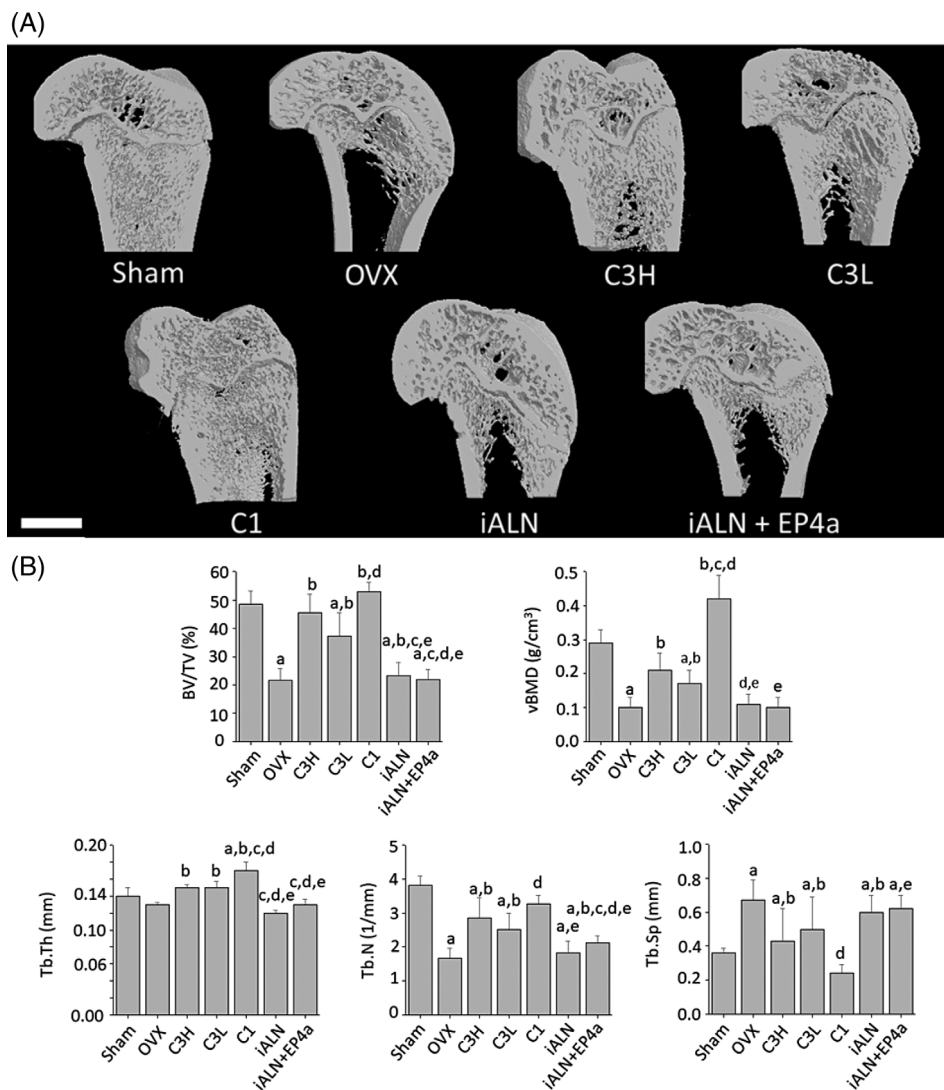 (A)
Sham OVX C3H C3L
C1 iALN iALN + EP4a
(B)
BV/TV (%)
60
50
40
30
20
10
0
a
b
a,b
b,d
a,b,c,e
a,c,d,e
Sham OVX C3H C3L C1 iALN iALN+EP4a
vBMD (g/cm³)
0.5
0.4
0.3
0.2
0.1
0.0
a
b
a,b
b,c,d
d,e
e
Sham OVX C3H C3L C1 iALN iALN+EP4a
Tb.Th (mm)
0.20
0.14
0.10
0.06
0.00
b
b
a,b,c,d
c,d,e
c,d,e
Sham OVX C3H C3L C1 iALN iALN+EP4a
Tb.N (1/mm)
5
4
3
2
1
0
a
a,b
a,b
d
a,e
a,b,c,d,e
Sham OVX C3H C3L C1 iALN iALN+EP4a
Tb.Sp (mm)
1.0
0.8
0.6
0.4
0.2
0.0
a
a,b
a,b
d
a,b
a,e
Sham OVX C3H C3L C1 iALN iALN+EP4a